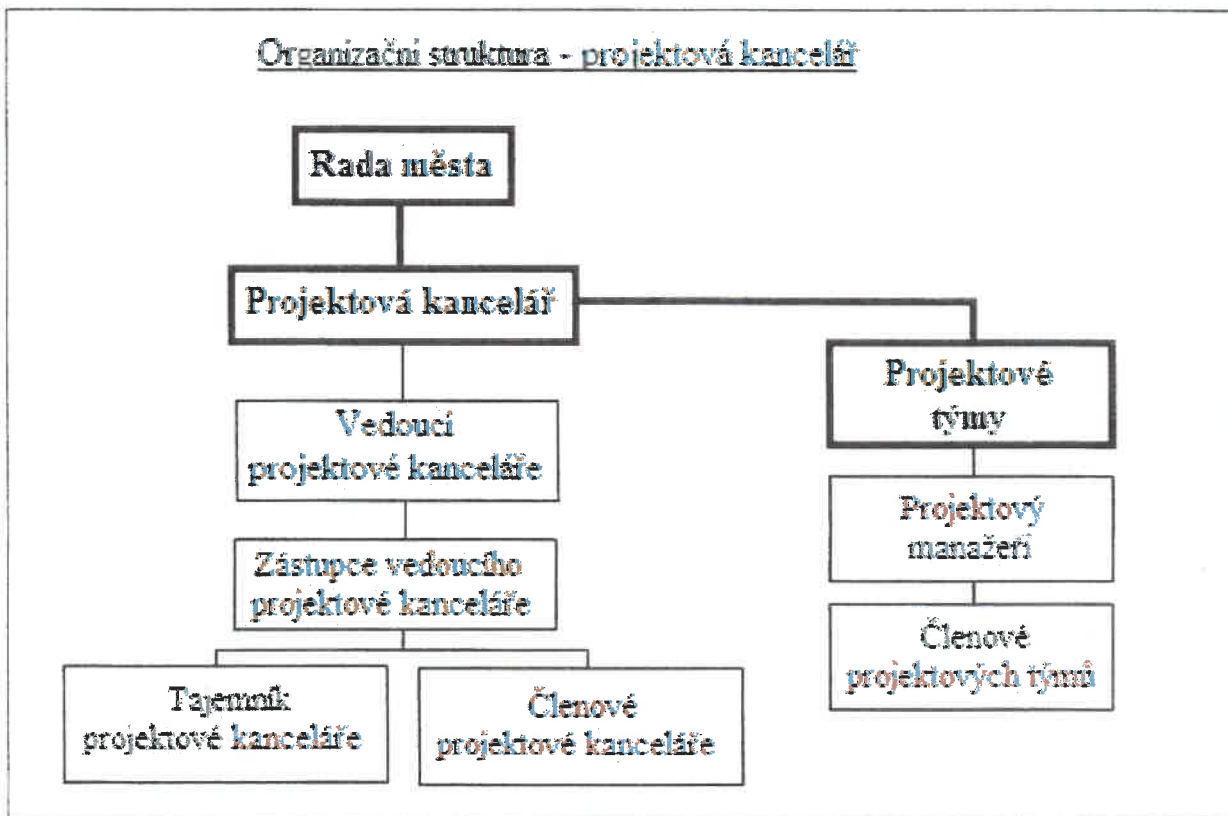 Organizační struktura - projektová kancelář
Rada města
Projektová kancelář
Projektové
týmy
Vedoucí
projektové kanceláře
Projektový
manažeři
Zástupce vedoucího
projektové kanceláře
Členové
projektových týmů
Tajemník
projektové kanceláře
Členové
projektové kanceláře